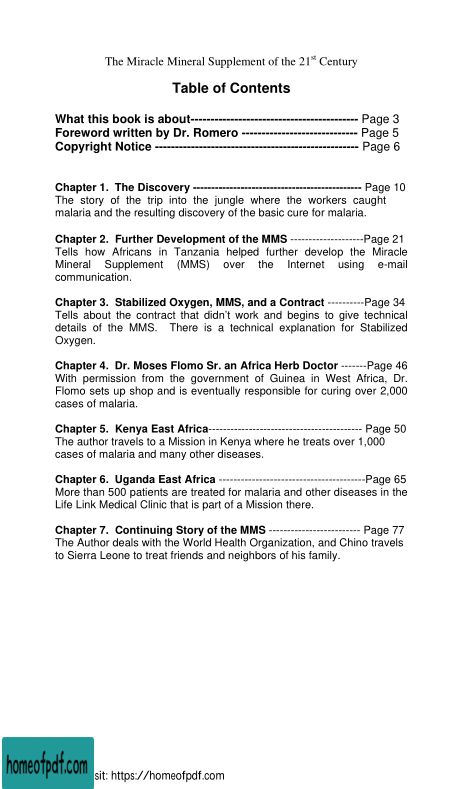 The Miracle Mineral Supplement of the 21st Century
Table of Contents
What this book is about------------------------------------------ Page 3
Foreword written by Dr. Romero ----------------------------- Page 5
Copyright Notice --------------------------------------------------- Page 6
Chapter 1. The Discovery ---------------------------------------------- Page 10
The story of the trip into the jungle where the workers caught
malaria and the resulting discovery of the basic cure for malaria.
Chapter 2. Further Development of the MMS --------------------Page 21
Tells how Africans in Tanzania helped further develop the Miracle
Mineral Supplement (MMS) over the Internet using e-mail
communication.
Chapter 3. Stabilized Oxygen, MMS, and a Contract ----------Page 34
Tells about the contract that didn't work and begins to give technical
details of the MMS. There is a technical explanation for Stabilized
Oxygen.
Chapter 4. Dr. Moses Flomo Sr. an Africa Herb Doctor -------Page 46
With permission from the government of Guinea in West Africa, Dr.
Flomo sets up shop and is eventually responsible for curing over 2,000
cases of malaria.
Chapter 5. Kenya East Africa------------------------------------------ Page 50
The author travels to a Mission in Kenya where he treats over 1,000
cases of malaria and many other diseases.
Chapter 6. Uganda East Africa ----------------------------------------Page 65
More than 500 patients are treated for malaria and other diseases in the
Life Link Medical Clinic that is part of a Mission there.
Chapter 7. Continuing Story of the MMS ------------------------- Page 77
The Author deals with the World Health Organization, and Chino travels
to Sierra Leone to treat friends and neighbors of his family.
homeofpdf.com
sit: https://homeofpdf.com